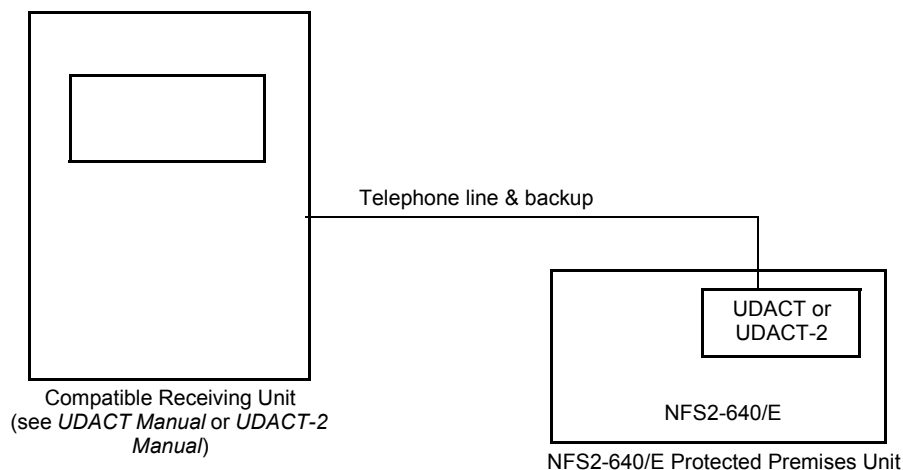 Telephone line & backup
UDACT or
UDACT-2
NFS2-640/E
Compatible Receiving Unit
(see UDACT Manual or UDACT-2
Manual)
NFS2-640/E Protected Premises Unit